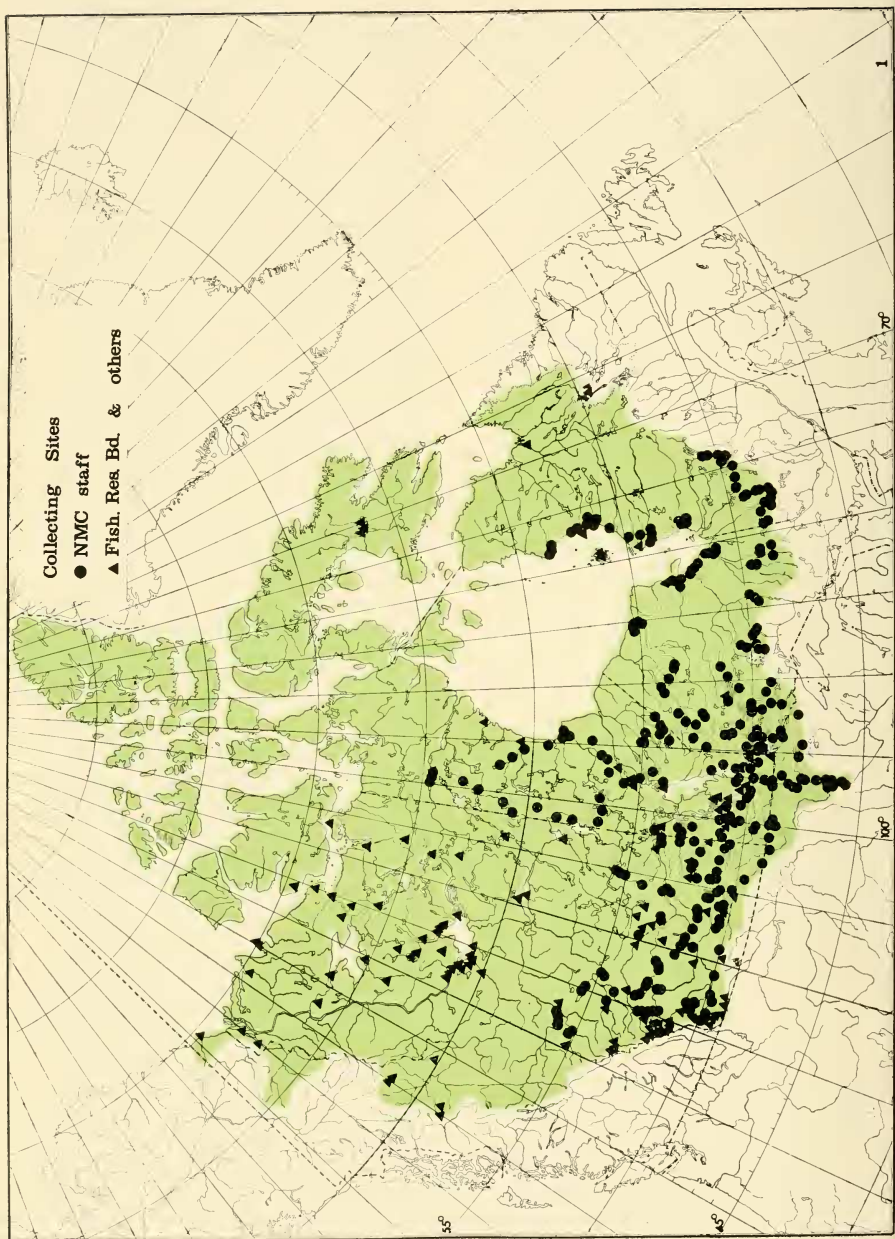 Collecting Sites
● NMC staff
▲ Fish. Res. Bd. & others
55°
45°
100°
70°
1